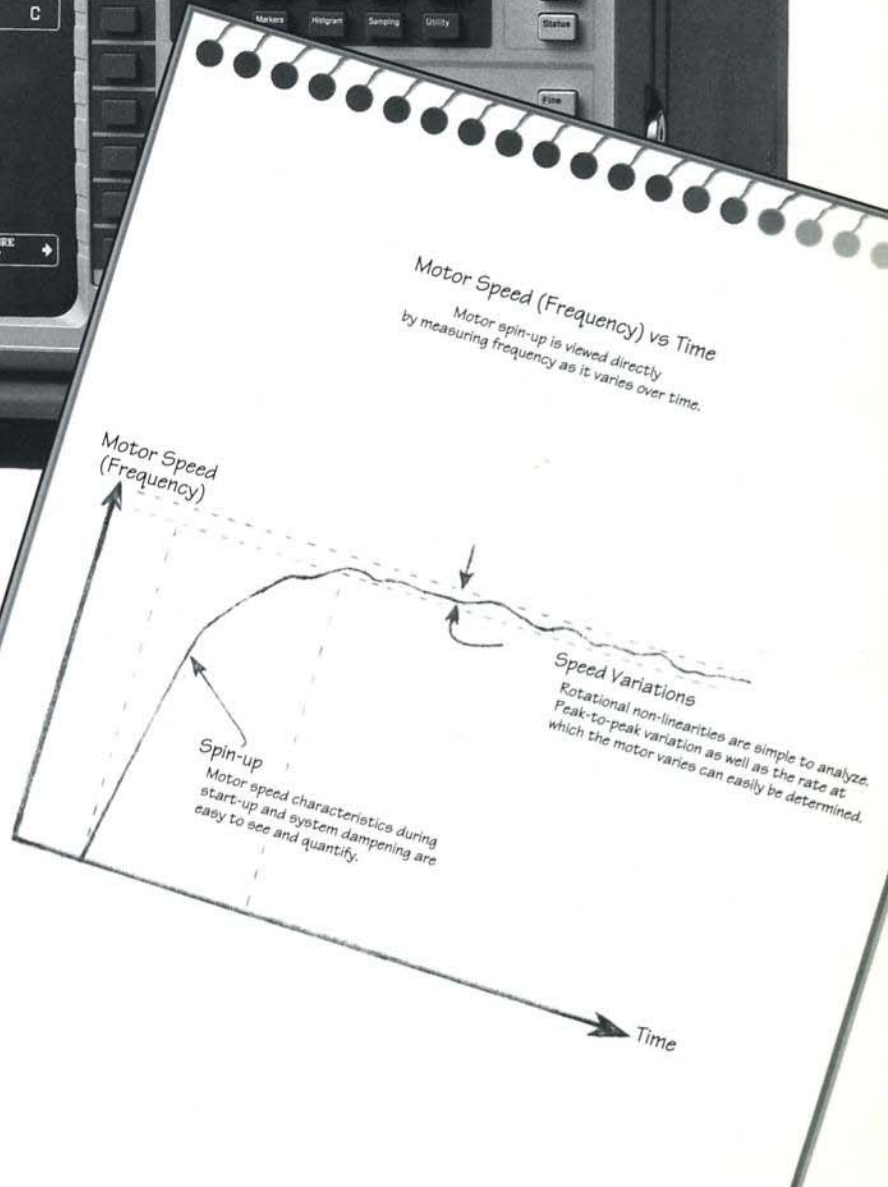 C
Markers
Histgram
Sampling
Utility
Status
Fine
RE
Motor Speed (Frequency) vs Time
Motor spin-up is viewed directly
by measuring frequency as it varies over time.
Motor Speed
(Frequency)
Speed Variations
Rotational non-linearities are simple to analyze.
Peak-to-peak variation as well as the rate at
which the motor varies can easily be determined.
Spin-up
Motor speed characteristics during
start-up and system dampening are
easy to see and quantify.
Time